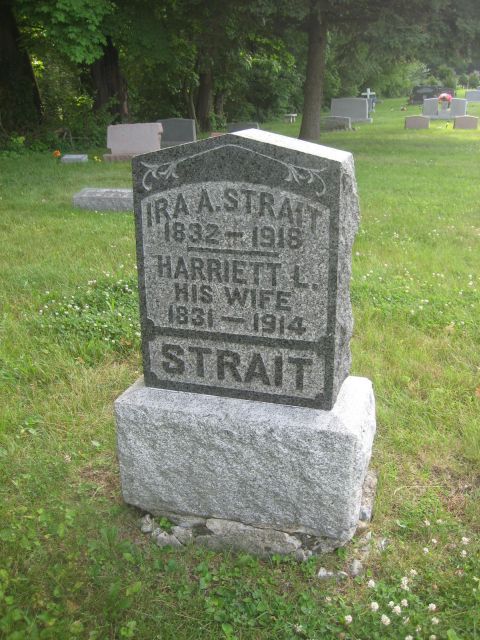 IRA A. STRAIT
1832 – 1918
HARRIETT L.
HIS WIFE
1831 – 1914
STRAIT